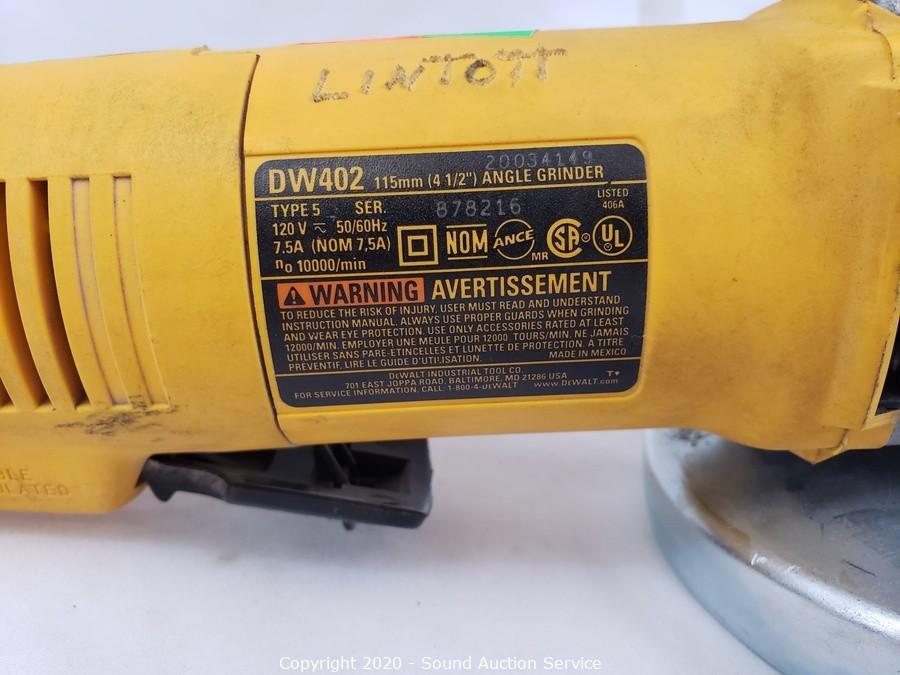 LINTOTT
20034149
DW402 115mm (4 1/2") ANGLE GRINDER
TYPE 5 SER. 878216 LISTED
406A
120 V ⏦ 50/60Hz
7.5A (NOM 7,5A) NOM ANCE MR SA UL
no 10000/min
WARNING AVERTISSEMENT
TO REDUCE THE RISK OF INJURY, USER MUST READ AND UNDERSTAND
INSTRUCTION MANUAL. ALWAYS USE PROPER GUARDS WHEN GRINDING
AND WEAR EYE PROTECTION. USE ONLY ACCESSORIES RATED AT LEAST
12000/MIN. EMPLOYER UNE MEULE POUR 12000 TOURS/MIN. NE JAMAIS
UTILISER SANS PARE-ETINCELLES ET LUNETTE DE PROTECTION. A TITRE
PREVENTIF, LIRE LE GUIDE D'UTILISATION. MADE IN MEXICO
DEWALT INDUSTRIAL TOOL CO.
701 EAST JOPPA ROAD, BALTIMORE, MD 21286 USA
FOR SERVICE INFORMATION, CALL: 1-800-4-DEWALT www.DEWALT.com
BLE
ULATED
Copyright 2020 - Sound Auction Service